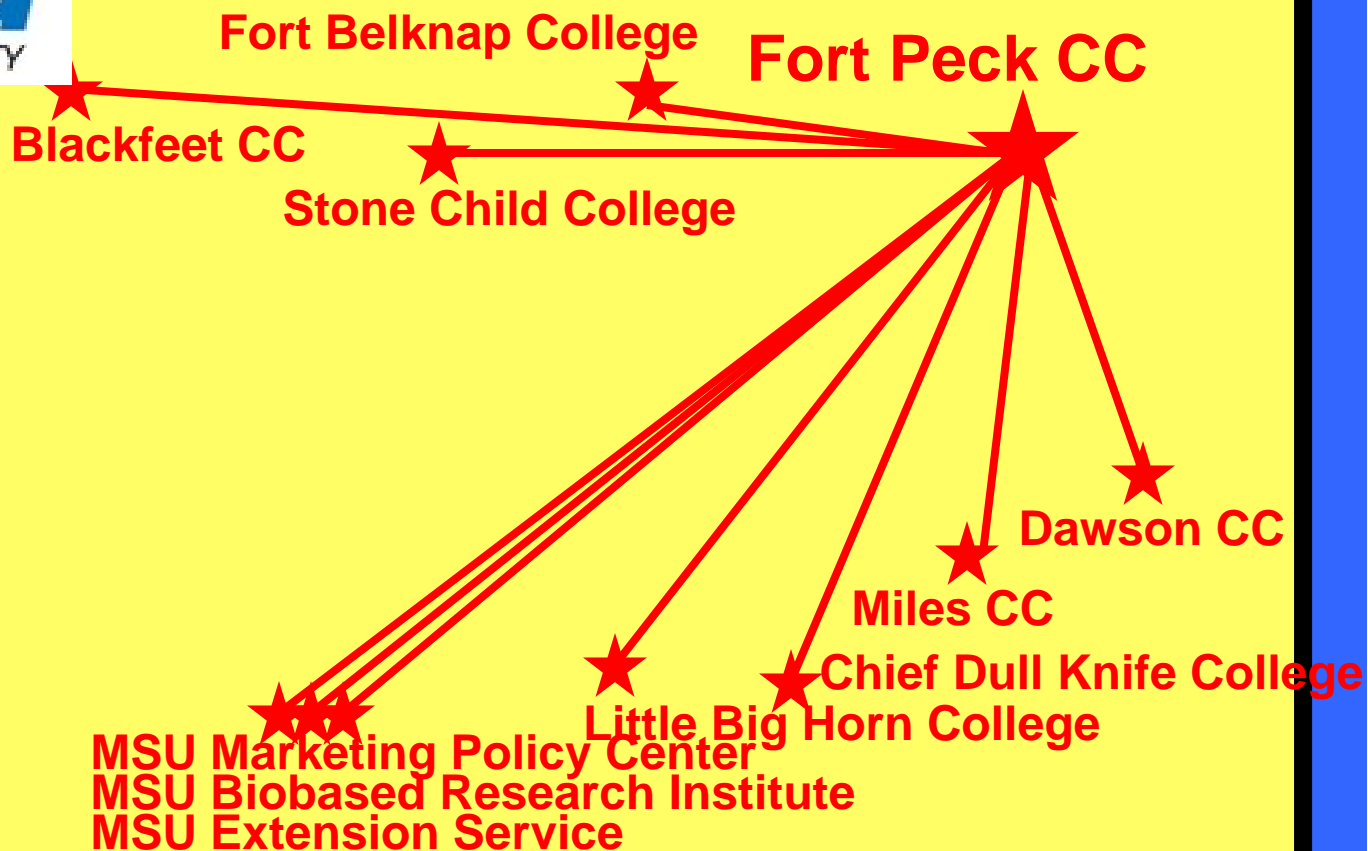 Fort Belknap College
Fort Peck CC
Blackfeet CC
Stone Child College
Dawson CC
Miles CC
Chief Dull Knife College
Little Big Horn College
MSU Marketing Policy Center
MSU Biobased Research Institute
MSU Extension Service